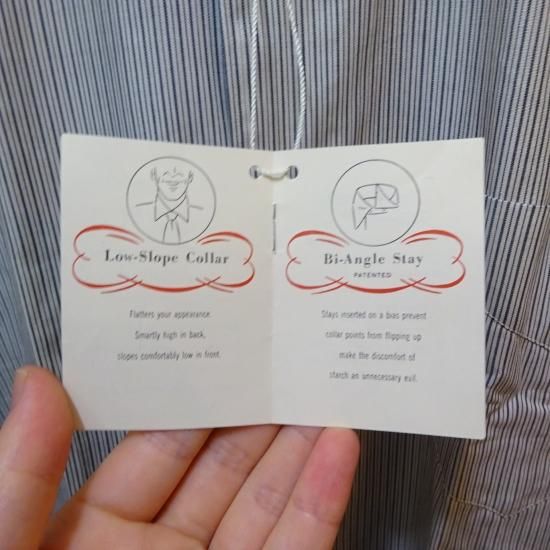 Low-Slope Collar
Flatters your appearance.
Smartly high in back,
slopes comfortably low in front.
Bi-Angle Stay
PATENTED
Stays inserted on a bias prevent
collar points from flipping up
make the discomfort of
starch an unnecessary evil.